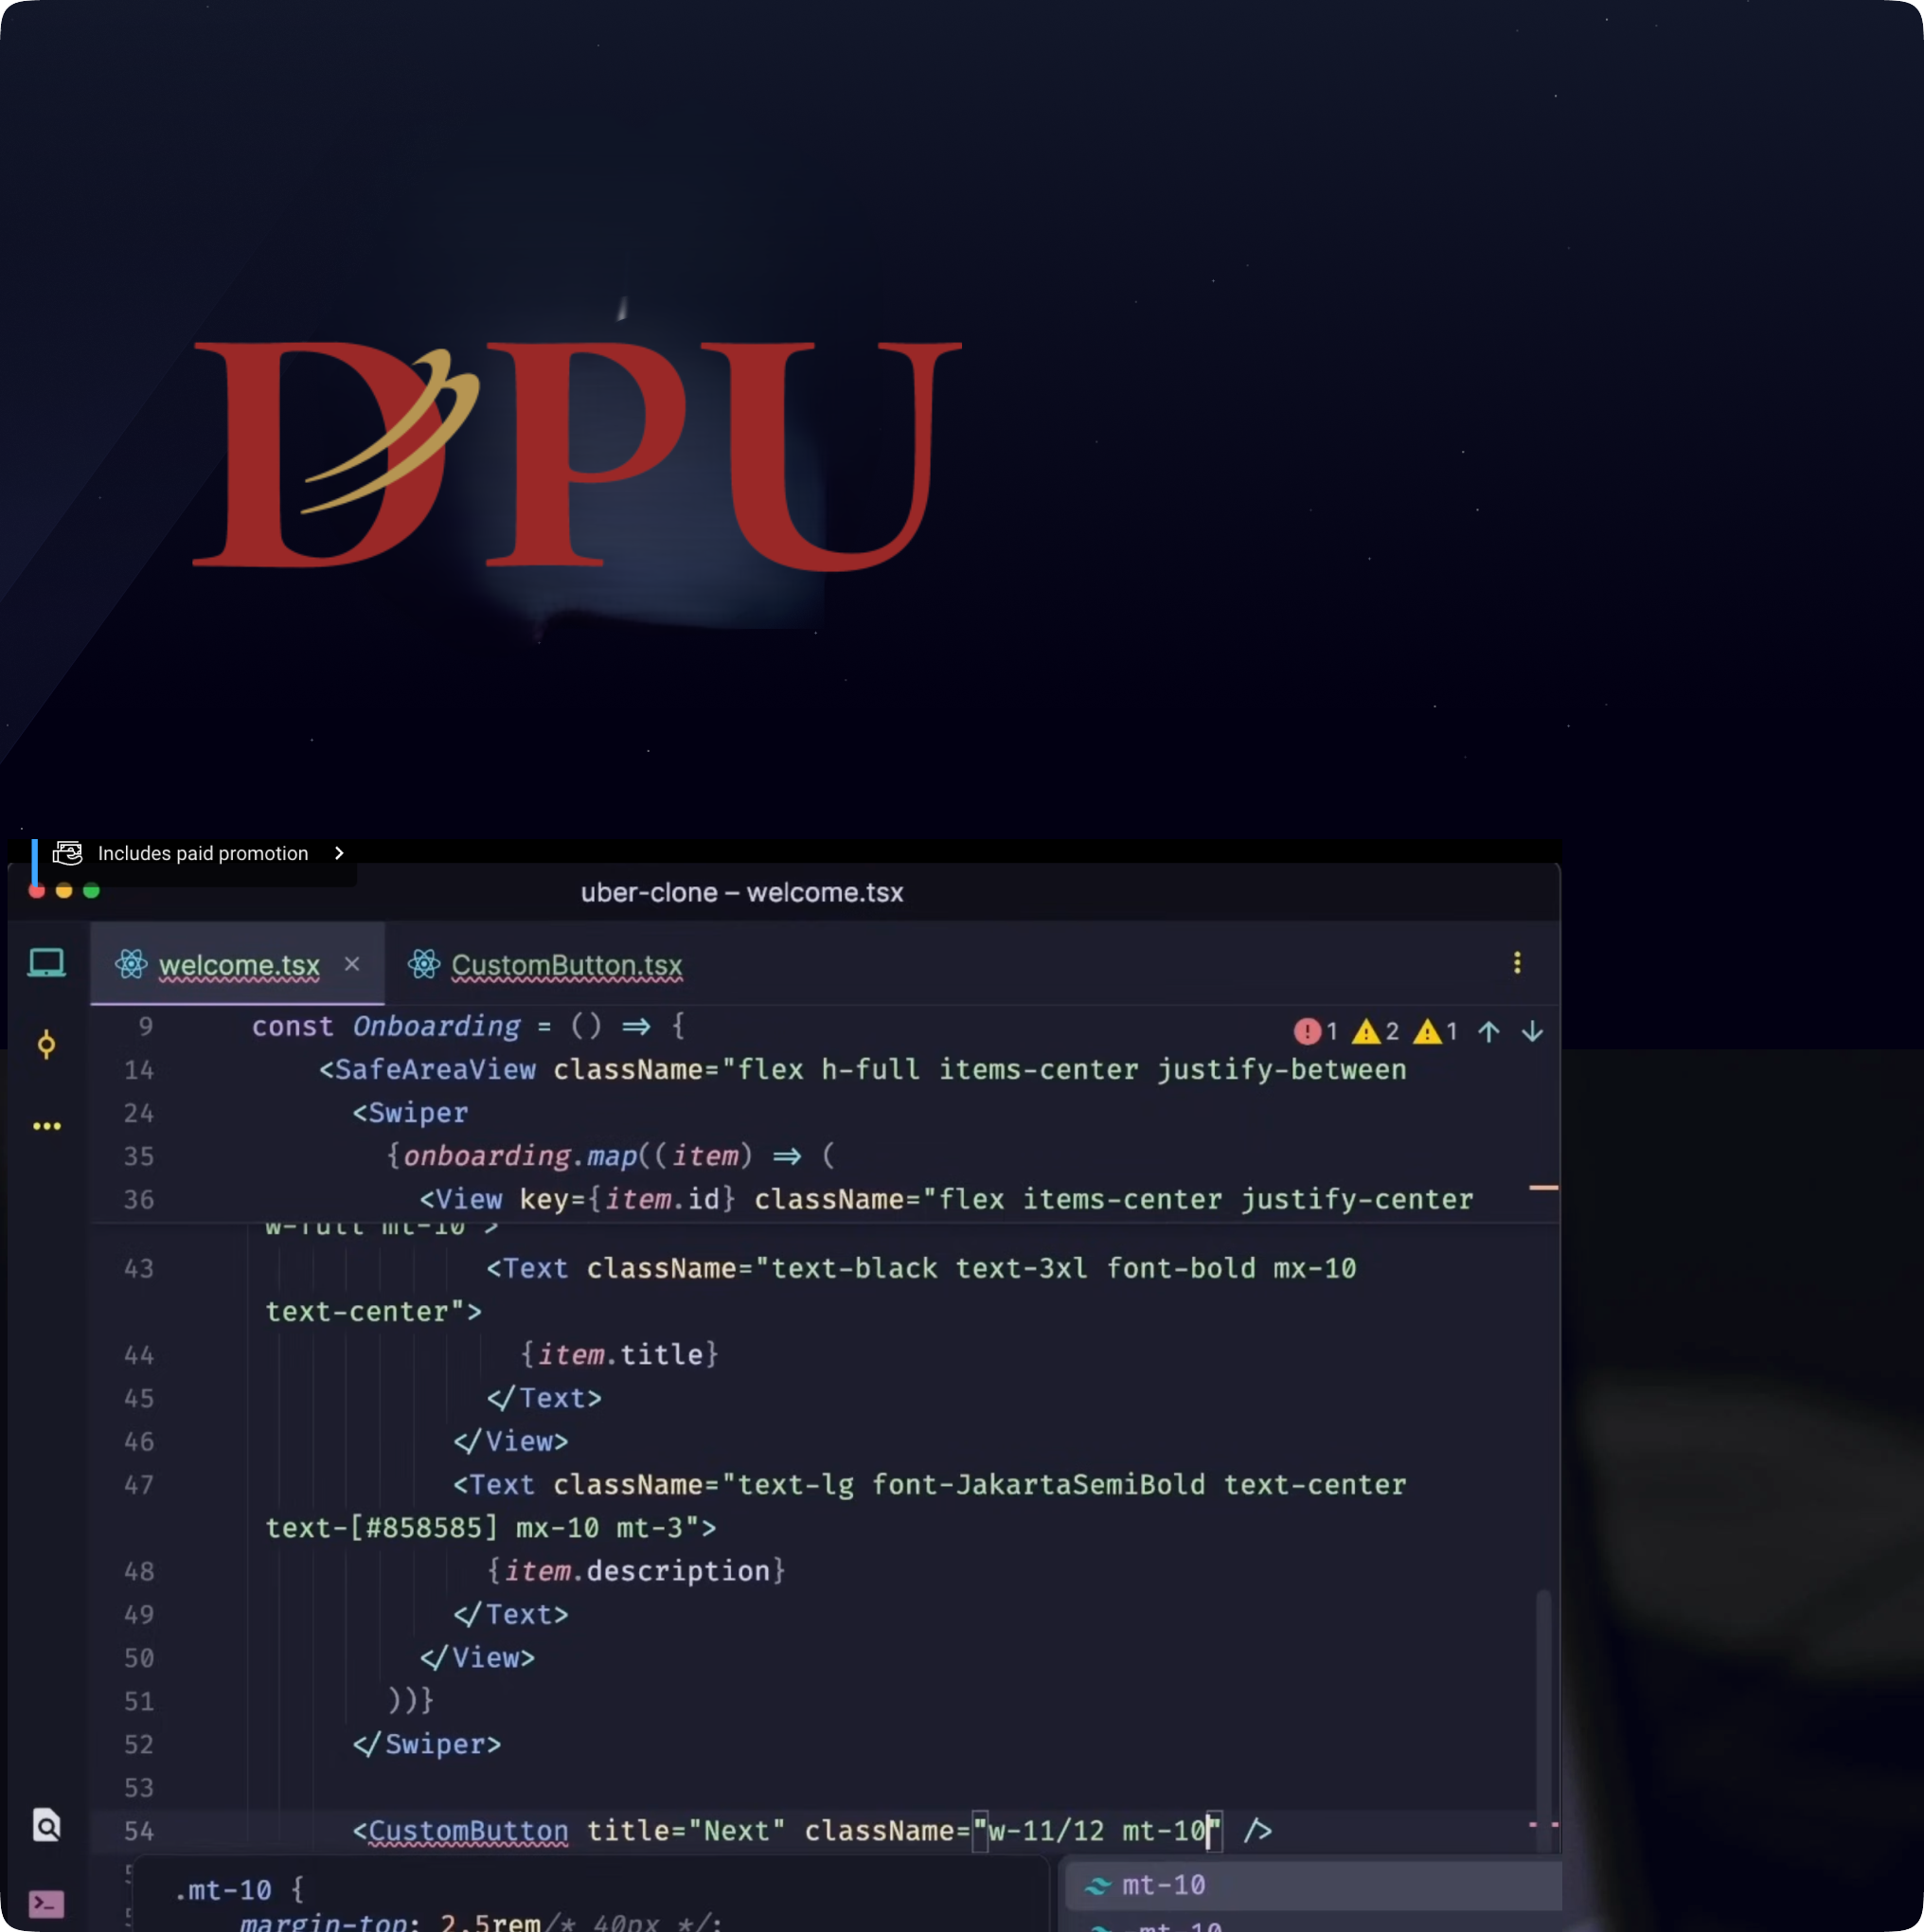 DPU
Includes paid promotion
uber-clone – welcome.tsx
welcome.tsx
CustomButton.tsx
9 const Onboarding = () => {
1 2 1
14 <SafeAreaView className="flex h-full items-center justify-between
24 <Swiper
35 {onboarding.map((item) => (
36 <View key={item.id} className="flex items-center justify-center
w-full mt-10">
43 <Text className="text-black text-3xl font-bold mx-10
text-center">
44 {item.title}
45 </Text>
46 </View>
47 <Text className="text-lg font-JakartaSemiBold text-center
text-[#858585] mx-10 mt-3">
48 {item.description}
49 </Text>
50 </View>
51 ))}
52 </Swiper>
53
54 <CustomButton title="Next" className="w-11/12 mt-10" />
.mt-10 {
margin-top: 2.5rem/* 40px */;
mt-10
-mt-10